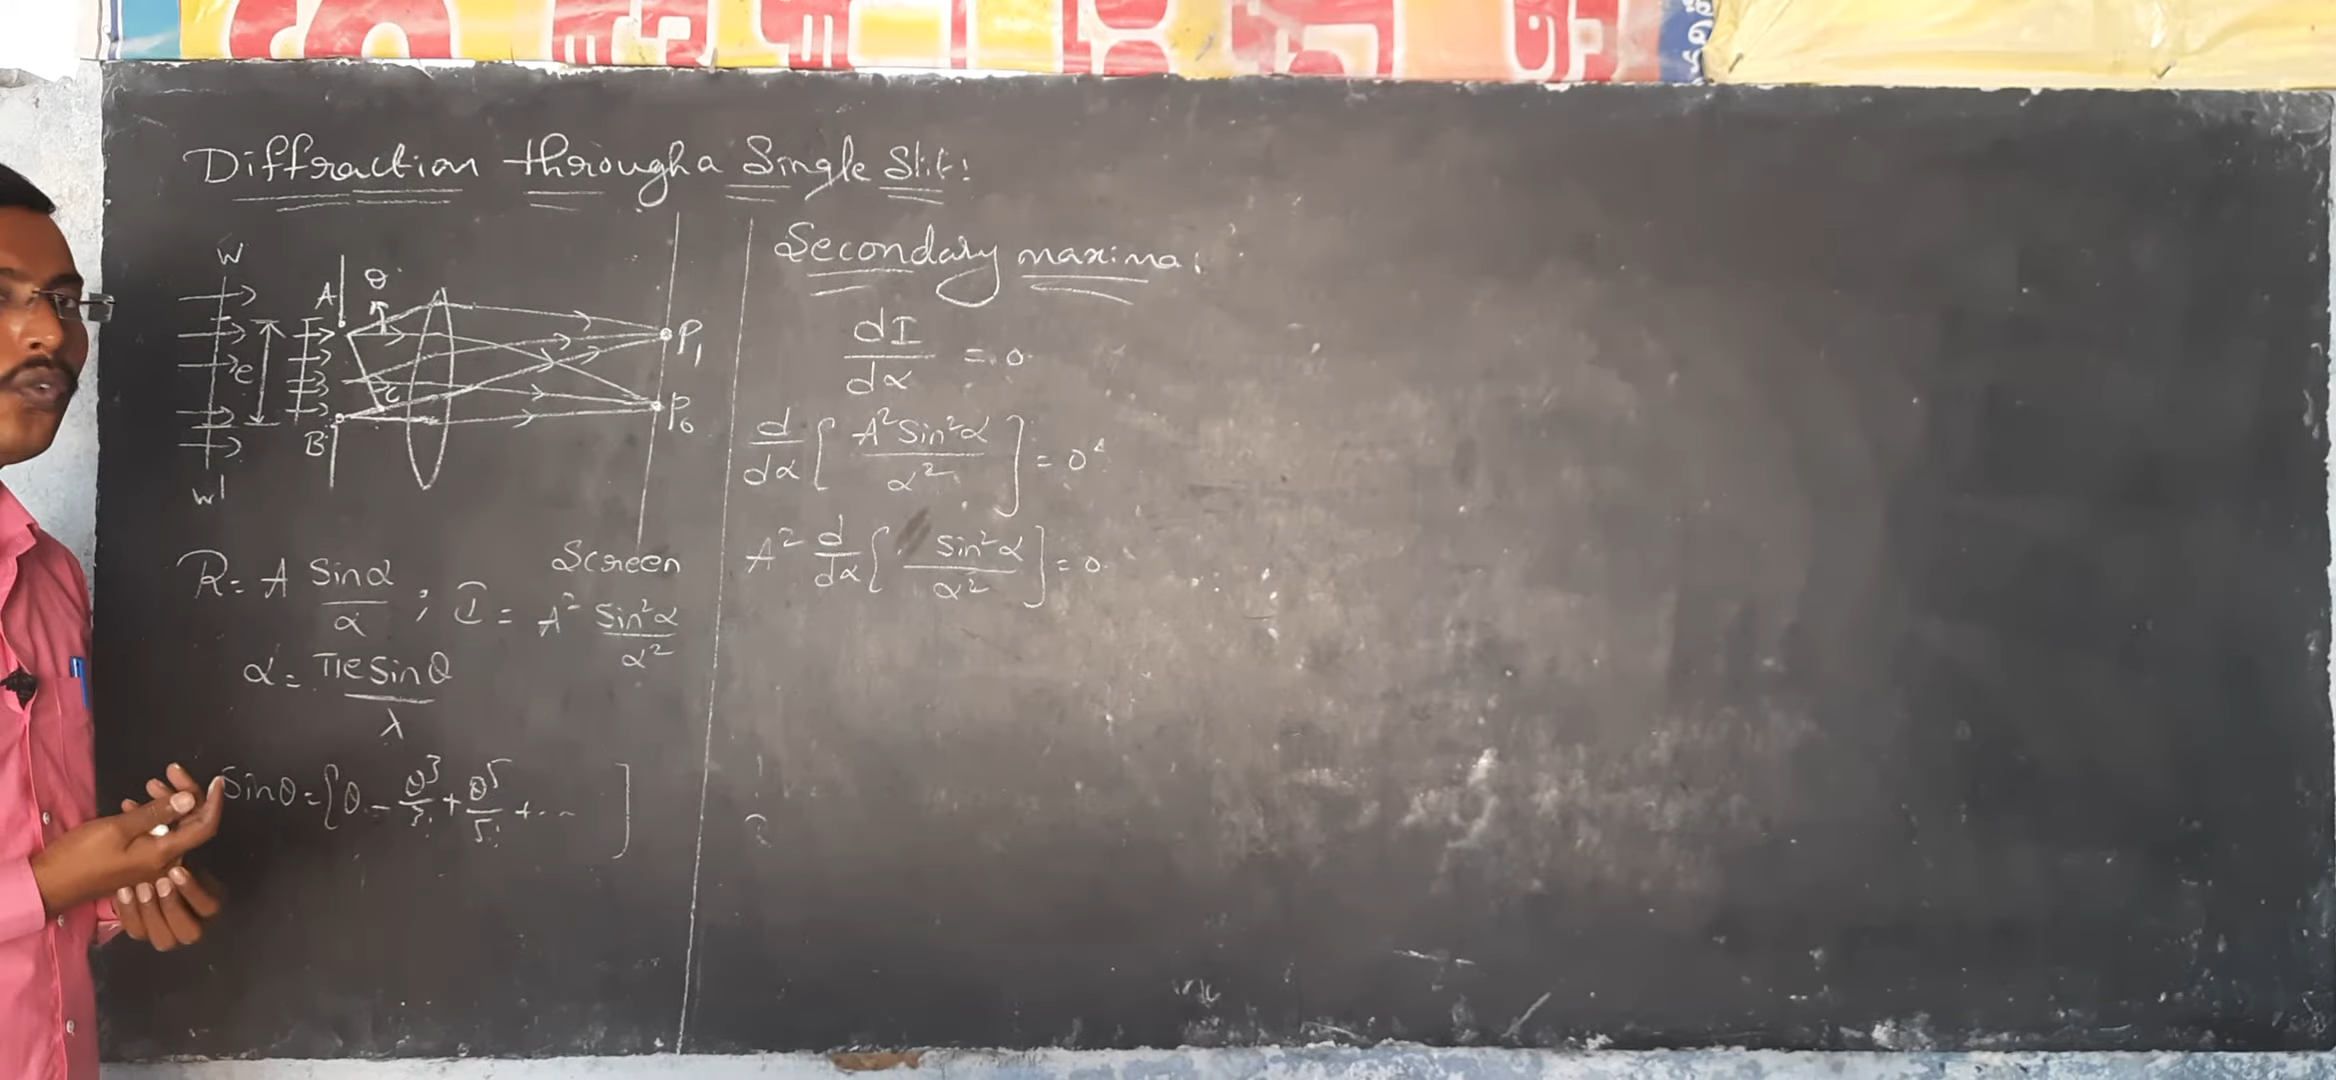 Diffraction through a Single Slit:
W
A
θ
e
C
B
W|
P₁
P₀
Screen
R = A Sinα/α ; I = A² Sin²α/α²
α = πe Sinθ/λ
Sinθ = {θ - θ³/3! + θ⁵/5! + ... ]
Secondary maxima:
dI/dα = 0
d/dα [A² Sin²α/α²] = 0
A² d/dα [Sin²α/α²] = 0